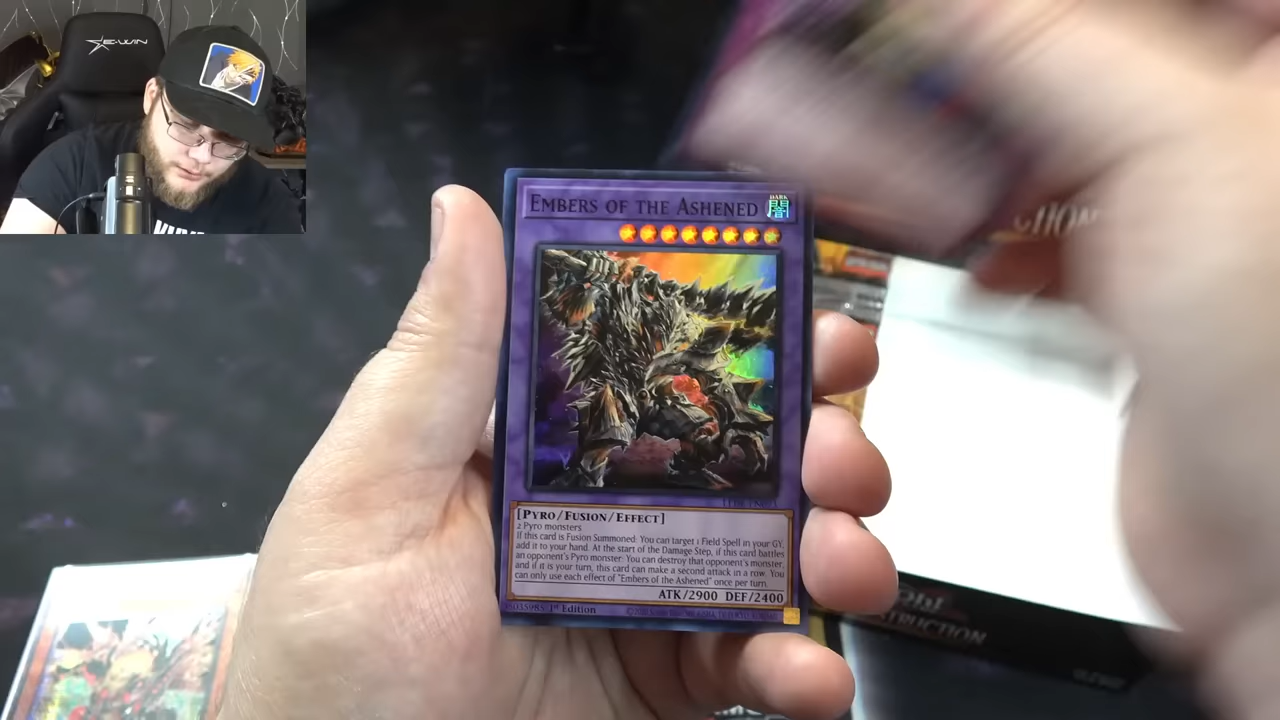 E-WIN
EMBERS OF THE ASHENED
DARK
闇
[PYRO/FUSION/EFFECT]
2 Pyro monsters
If this card is Fusion Summoned: You can target 1 Field Spell in your GY,
add it to your hand. At the start of the Damage Step, if this card battles
an opponent's Pyro monster: You can destroy that opponent's monster,
and if it is your turn, this card can make a second attack in a row. You
can only use each effect of "Embers of the Ashened" once per turn.
ATK/2900 DEF/2400
1st Edition